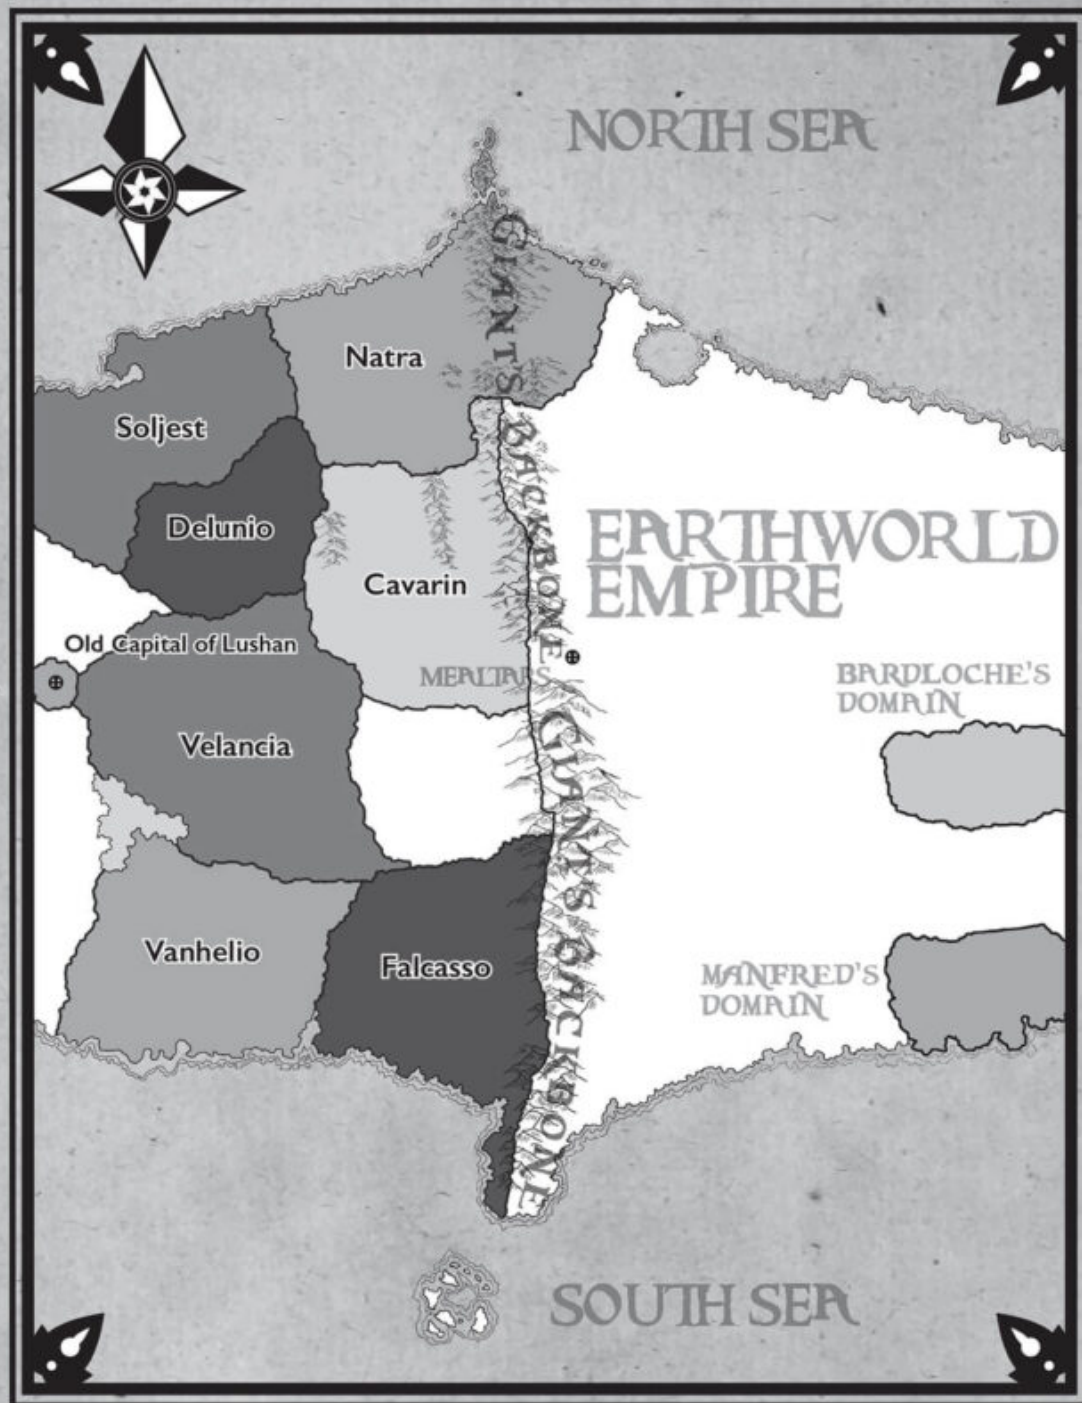 NORTH SEA
GIANT'S BACKBONE
Natra
Soljest
Delunio
EARTHWORLD
EMPIRE
Cavarin
Old Capital of Lushan
MEALTARS
BARDLOCHE'S
DOMAIN
Velancia
GIANT'S BACKBONE
Vanhelio
Falcasso
MANFRED'S
DOMAIN
SOUTH SEA